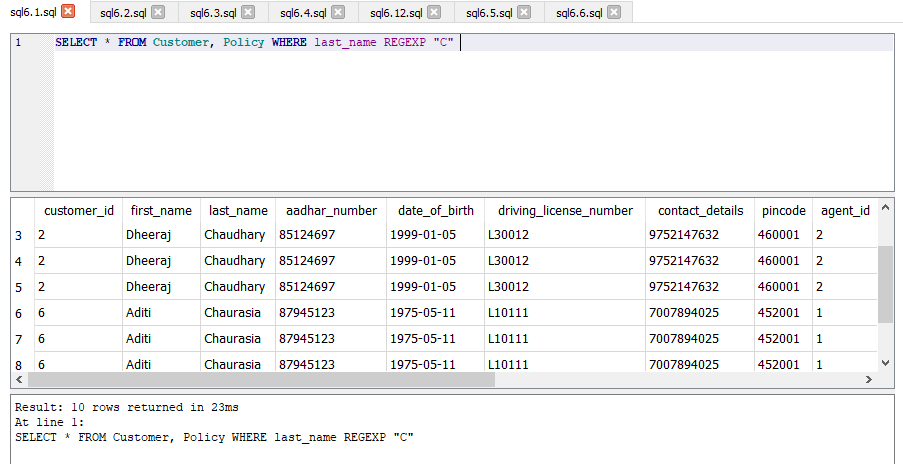 sql6.1.sql sql6.2.sql sql6.3.sql sql6.4.sql sql6.12.sql sql6.5.sql sql6.6.sql
1 SELECT * FROM Customer, Policy WHERE last_name REGEXP "C"
customer_id first_name last_name aadhar_number date_of_birth driving_license_number contact_details pincode agent_id
3 2 Dheeraj Chaudhary 85124697 1999-01-05 L30012 9752147632 460001 2
4 2 Dheeraj Chaudhary 85124697 1999-01-05 L30012 9752147632 460001 2
5 2 Dheeraj Chaudhary 85124697 1999-01-05 L30012 9752147632 460001 2
6 6 Aditi Chaurasia 87945123 1975-05-11 L10111 7007894025 452001 1
7 6 Aditi Chaurasia 87945123 1975-05-11 L10111 7007894025 452001 1
8 6 Aditi Chaurasia 87945123 1975-05-11 L10111 7007894025 452001 1
Result: 10 rows returned in 23ms
At line 1:
SELECT * FROM Customer, Policy WHERE last_name REGEXP "C"